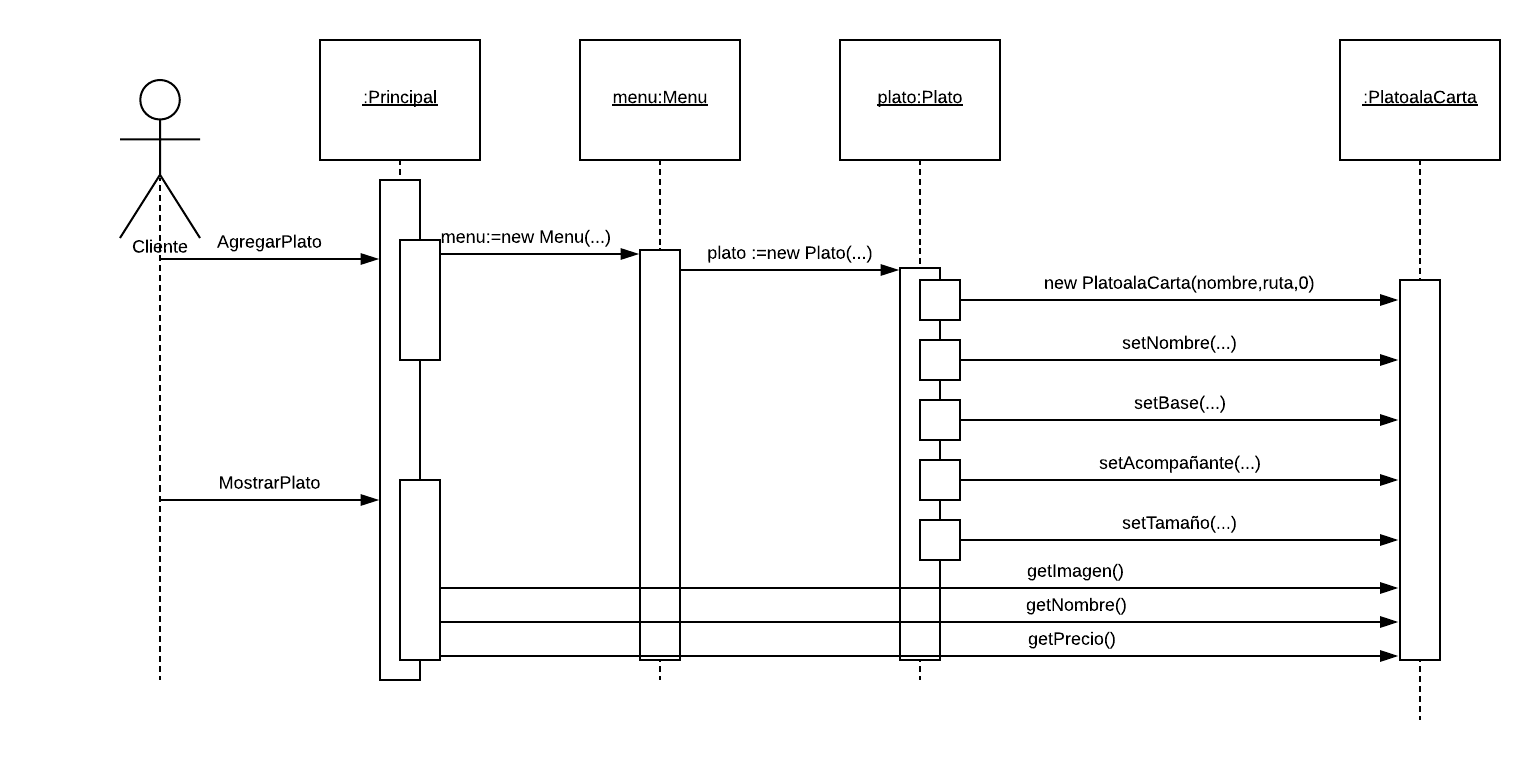 :Principal
menu:Menu
plato:Plato
:PlatoalaCarta
Cliente
AgregarPlato
menu:=new Menu(...)
plato :=new Plato(...)
new PlatoalaCarta(nombre,ruta,0)
setNombre(...)
setBase(...)
setAcompañante(...)
MostrarPlato
setTamaño(...)
getImagen()
getNombre()
getPrecio()